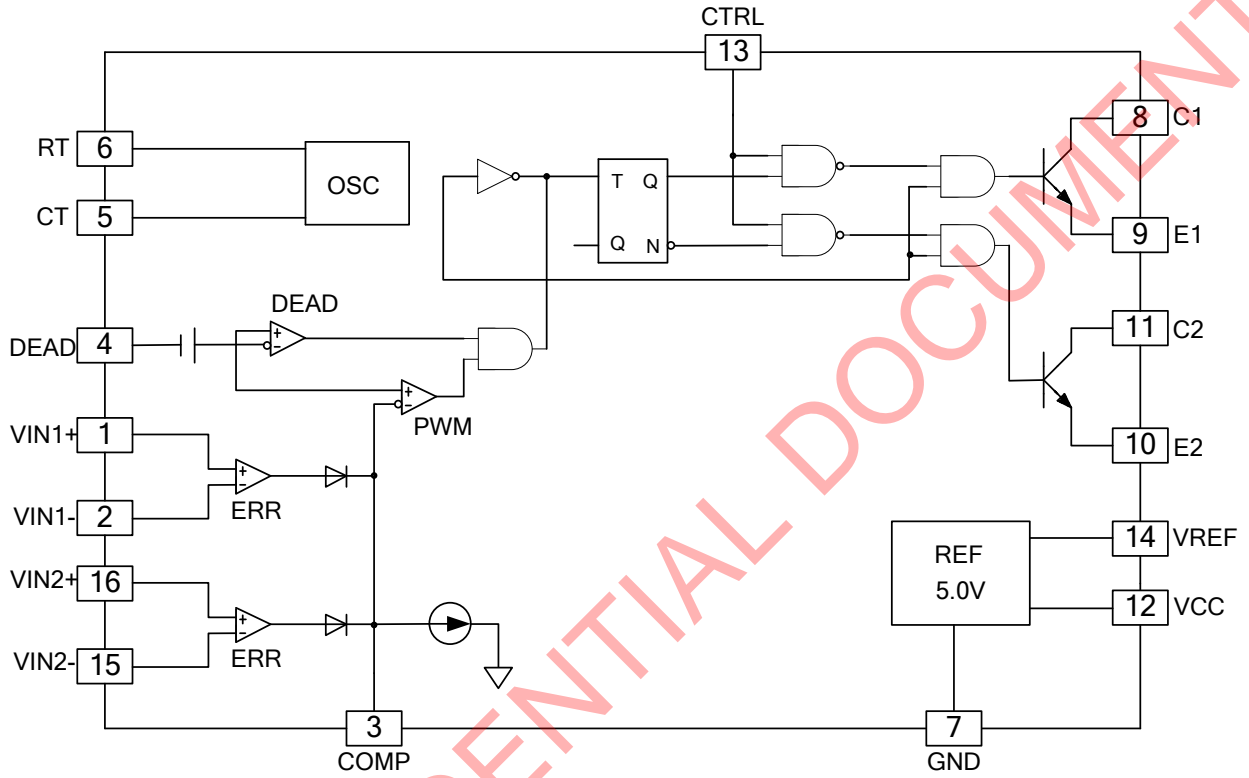 CTRL
13
8 C1
RT 6
OSC
T Q
CT 5
Q N
9 E1
DEAD
11 C2
DEAD 4
+
−
+
−
PWM
VIN1+ 1
10 E2
+
−
ERR
VIN1- 2
14 VREF
REF
5.0V
VIN2+ 16
12 VCC
+
−
ERR
VIN2- 15
3
COMP
7
GND
ENTIAL DOCUMENT